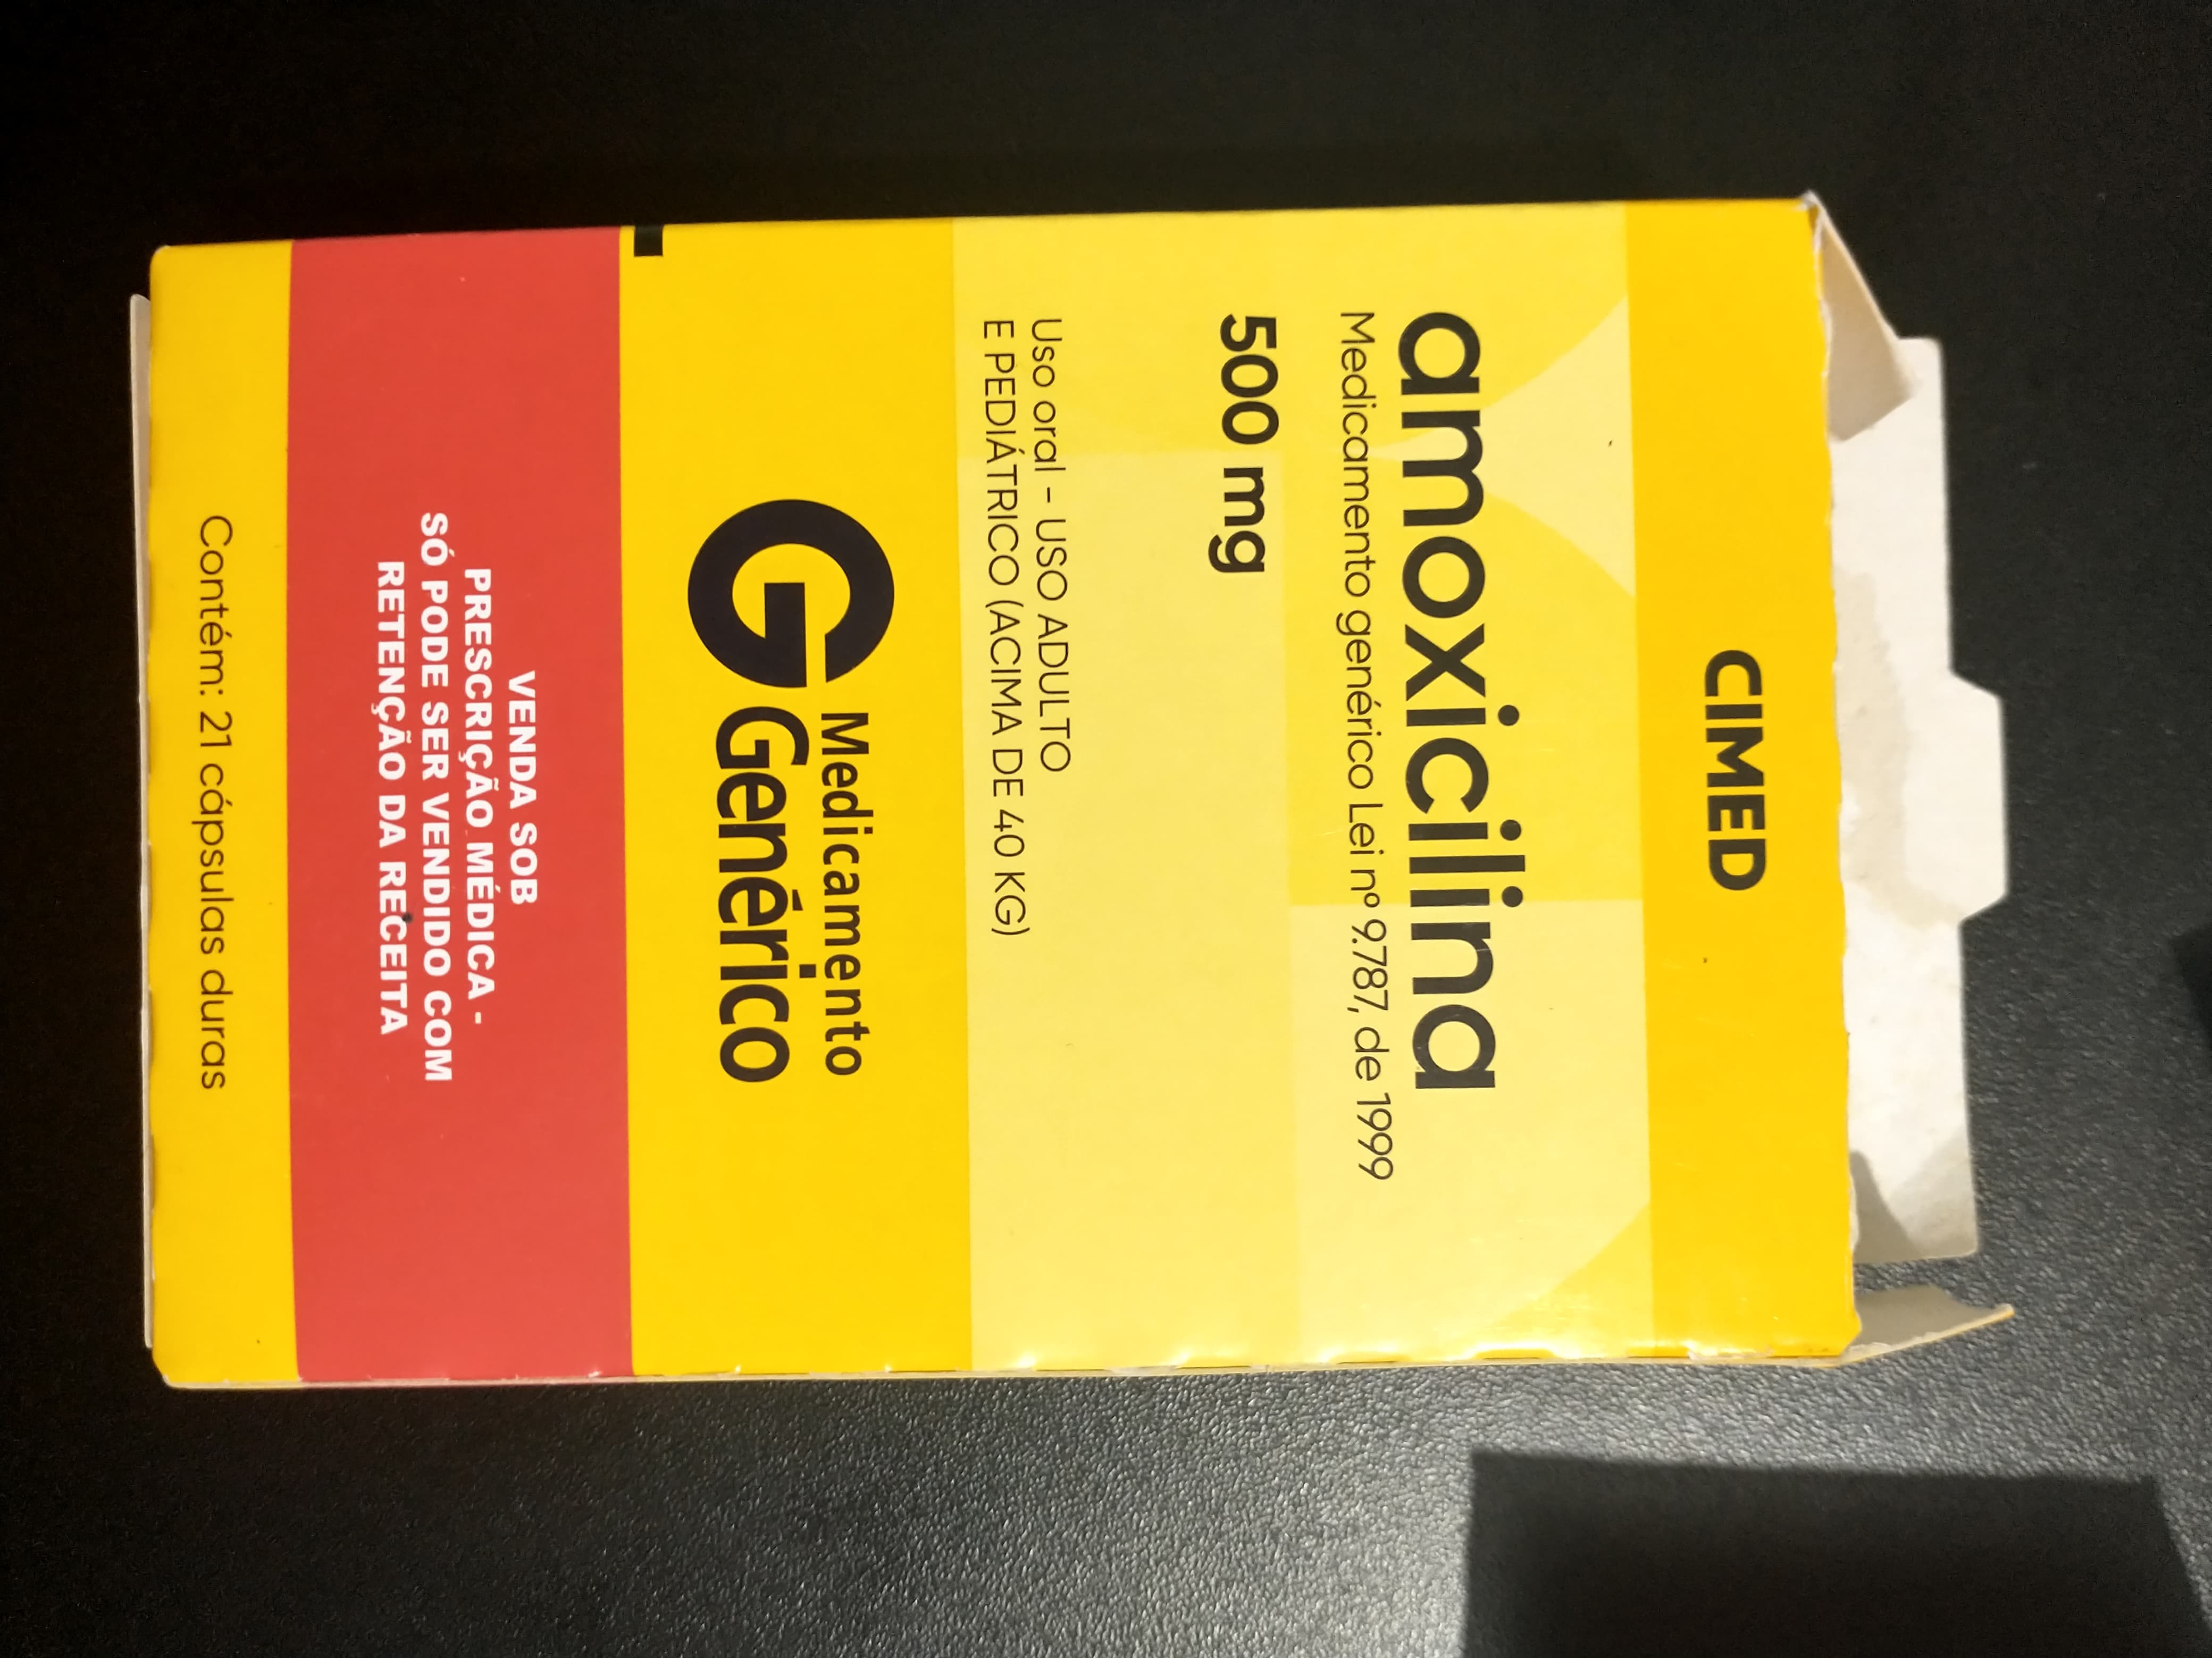 CIMED
amoxicilina
Medicamento genérico Lei nº 9.787, de 1999
500 mg
Uso oral - USO ADULTO
E PEDIÁTRICO (ACIMA DE 40 KG)
G Medicamento
Genérico
VENDA SOB
PRESCRIÇÃO MÉDICA -
SÓ PODE SER VENDIDO COM
RETENÇÃO DA RECEITA
Contém: 21 cápsulas duras